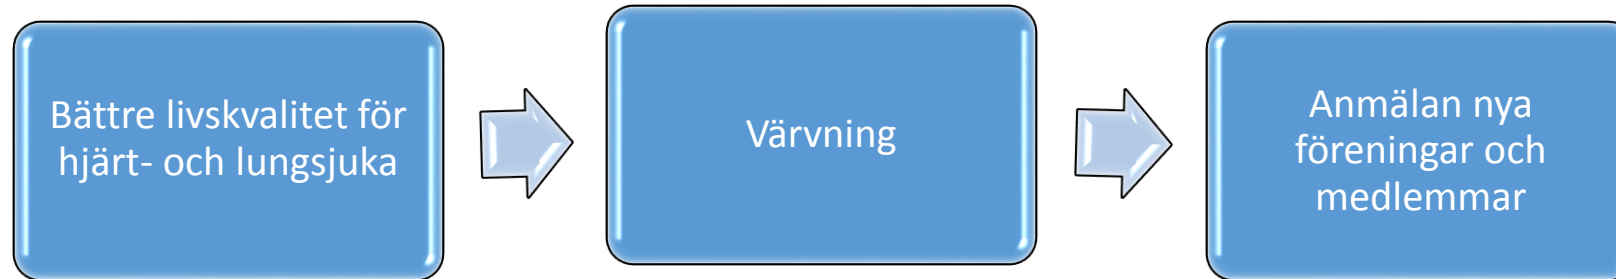 Bättre livskvalitet för
hjärt- och lungsjuka
Värvning
Anmälan nya
föreningar och
medlemmar